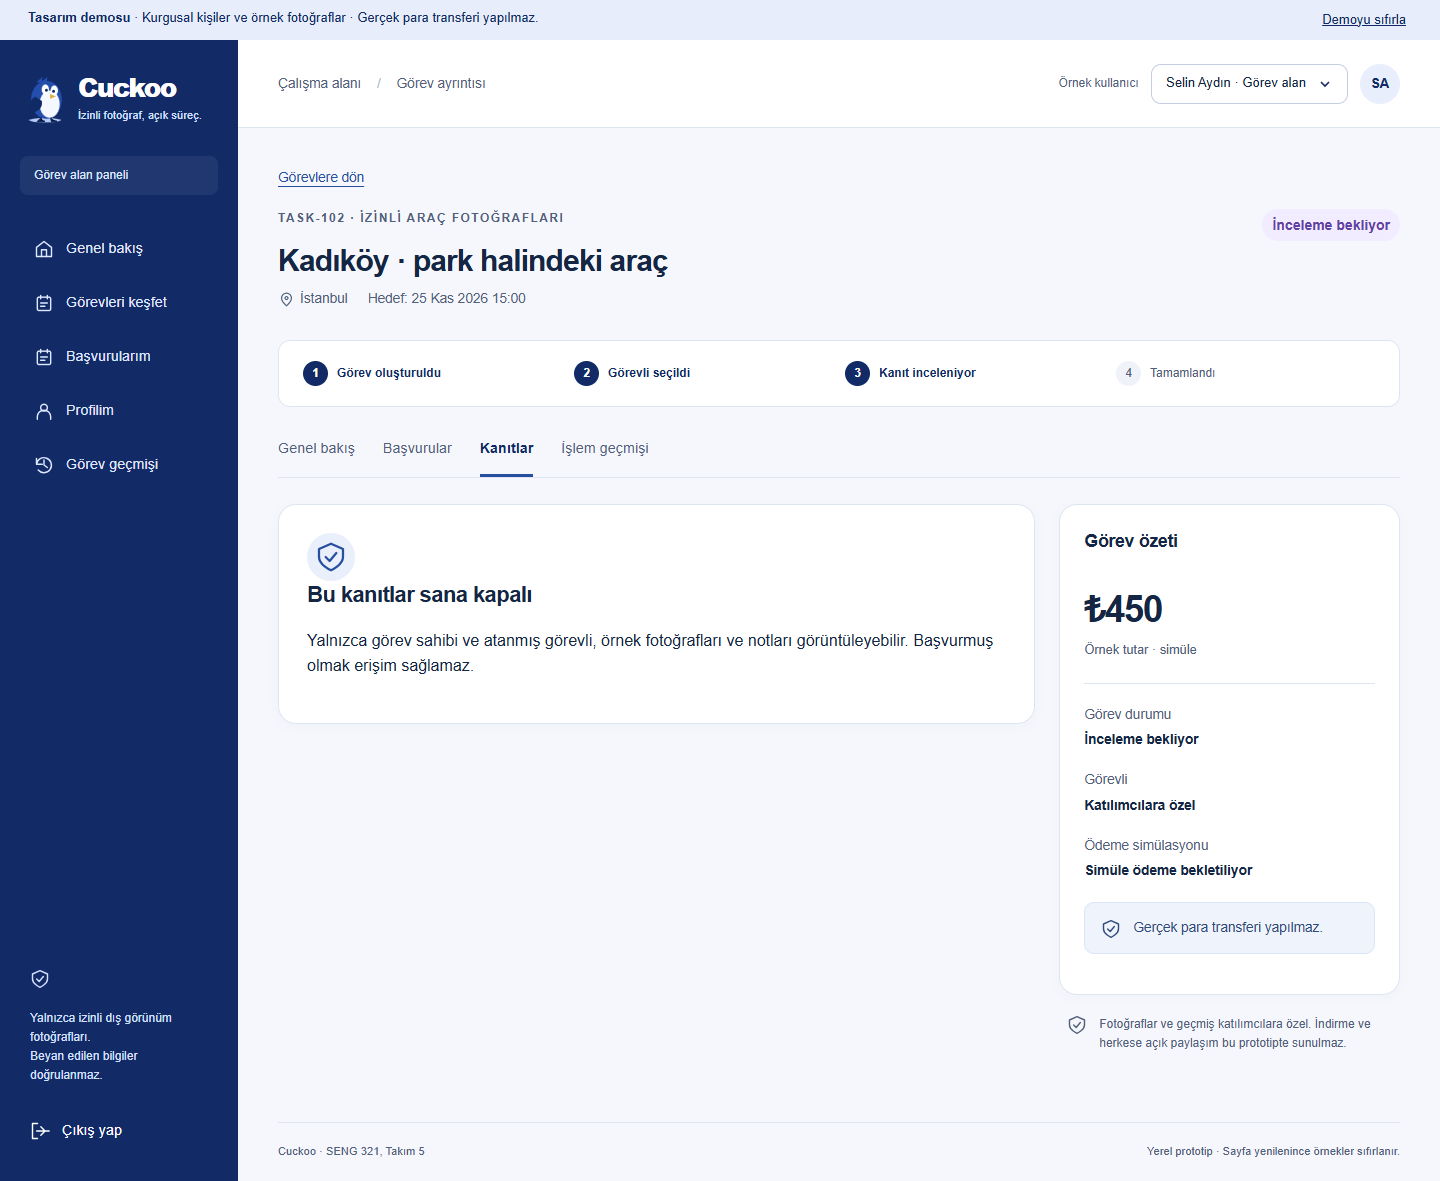 Tasarım demosu · Kurgusal kişiler ve örnek fotoğraflar · Gerçek para transferi yapılmaz.
Demoyu sıfırla
Cuckoo
İzinli fotoğraf, açık süreç.
Görev alan paneli
Genel bakış
Görevleri keşfet
Başvurularım
Profilim
Görev geçmişi
Yalnızca izinli dış görünüm
fotoğrafları.
Beyan edilen bilgiler
doğrulanmaz.
Çıkış yap
Çalışma alanı / Görev ayrıntısı
Örnek kullanıcı
Selin Aydın · Görev alan
SA
Görevlere dön
TASK-102 · İZİNLİ ARAÇ FOTOĞRAFLARI
İnceleme bekliyor
Kadıköy · park halindeki araç
İstanbul Hedef: 25 Kas 2026 15:00
1 Görev oluşturuldu
2 Görevli seçildi
3 Kanıt inceleniyor
4 Tamamlandı
Genel bakış
Başvurular
Kanıtlar
İşlem geçmişi
Bu kanıtlar sana kapalı
Yalnızca görev sahibi ve atanmış görevli, örnek fotoğrafları ve notları görüntüleyebilir. Başvurmuş
olmak erişim sağlamaz.
Görev özeti
₺450
Örnek tutar · simüle
Görev durumu
İnceleme bekliyor
Görevli
Katılımcılara özel
Ödeme simülasyonu
Simüle ödeme bekletiliyor
Gerçek para transferi yapılmaz.
Fotoğraflar ve geçmiş katılımcılara özel. İndirme ve
herkese açık paylaşım bu prototipte sunulmaz.
Cuckoo · SENG 321, Takım 5
Yerel prototip · Sayfa yenilenince örnekler sıfırlanır.